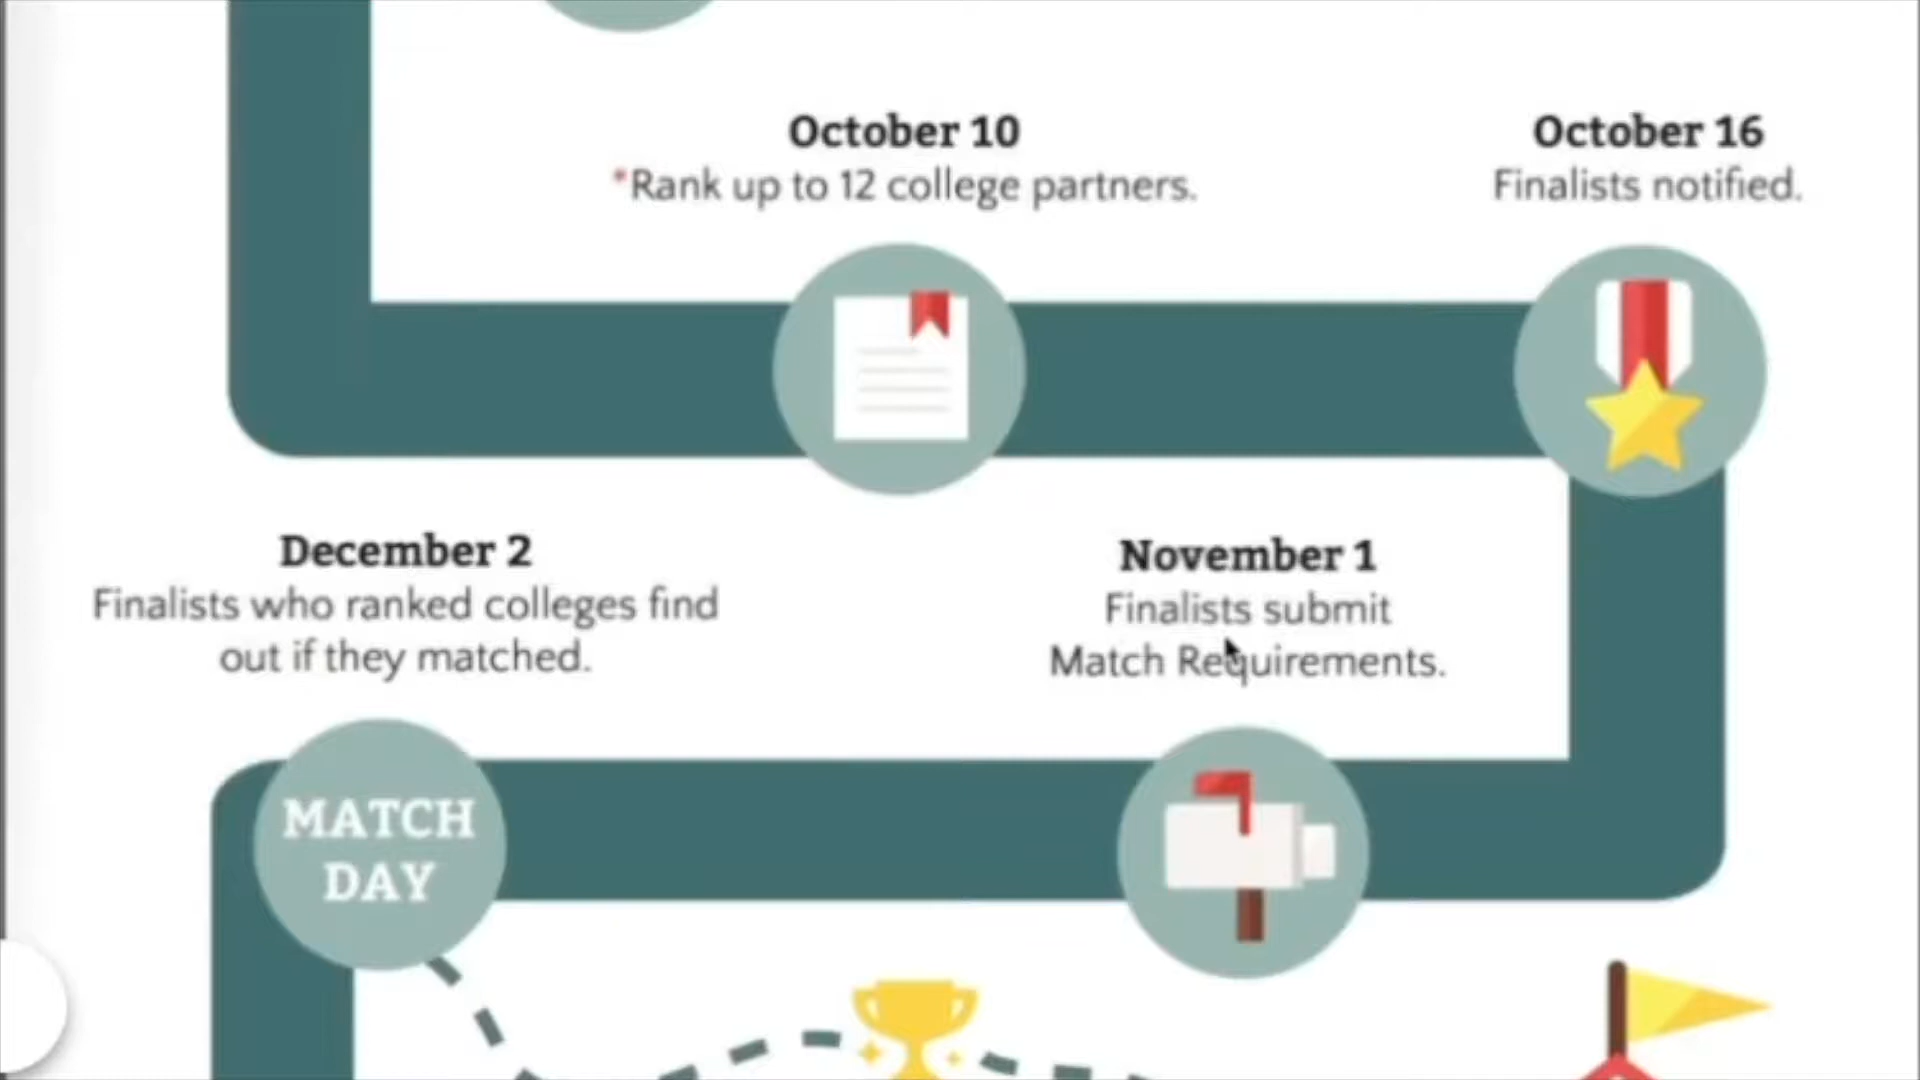 October 10
*Rank up to 12 college partners.
October 16
Finalists notified.
December 2
Finalists who ranked colleges find
out if they matched.
November 1
Finalists submit
Match Requirements.
MATCH
DAY